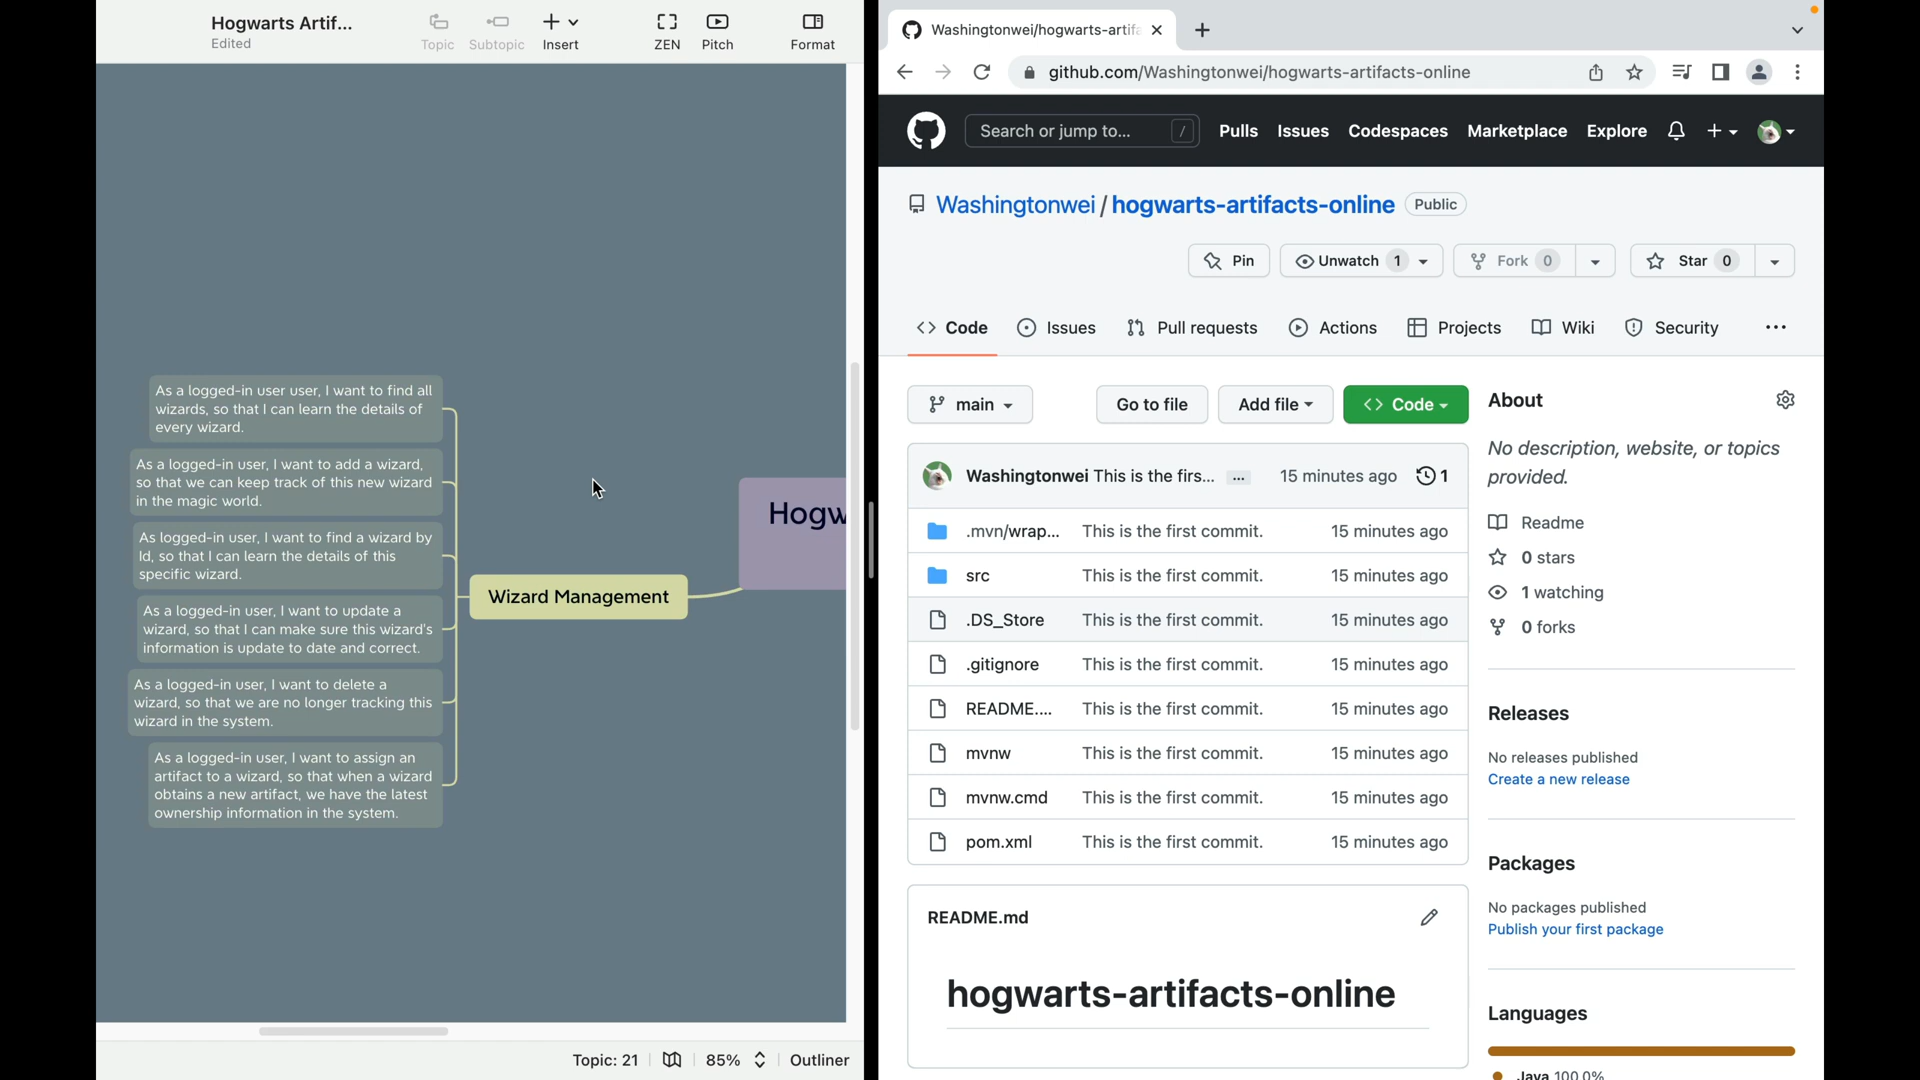 Hogwarts Artif...
Edited
Topic
Subtopic
Insert
ZEN
Pitch
Format
As a logged-in user user, I want to find all
wizards, so that I can learn the details of
every wizard.
As a logged-in user, I want to add a wizard,
so that we can keep track of this new wizard
in the magic world.
As logged-in user, I want to find a wizard by
Id, so that I can learn the details of this
specific wizard.
As a logged-in user, I want to update a
wizard, so that I can make sure this wizard's
information is update to date and correct.
As a logged-in user, I want to delete a
wizard, so that we are no longer tracking this
wizard in the system.
As a logged-in user, I want to assign an
artifact to a wizard, so that when a wizard
obtains a new artifact, we have the latest
ownership information in the system.
Wizard Management
Hogw
Topic: 21
85%
Outliner
Washingtonwei/hogwarts-artifa
github.com/Washingtonwei/hogwarts-artifacts-online
Search or jump to... /
Pulls
Issues
Codespaces
Marketplace
Explore
Washingtonwei / hogwarts-artifacts-online
Public
Pin
Unwatch 1
Fork 0
Star 0
Code
Issues
Pull requests
Actions
Projects
Wiki
Security
main
Go to file
Add file
Code
Washingtonwei This is the firs... ... 15 minutes ago 1
.mvn/wrap... This is the first commit. 15 minutes ago
src This is the first commit. 15 minutes ago
.DS_Store This is the first commit. 15 minutes ago
.gitignore This is the first commit. 15 minutes ago
README.... This is the first commit. 15 minutes ago
mvnw This is the first commit. 15 minutes ago
mvnw.cmd This is the first commit. 15 minutes ago
pom.xml This is the first commit. 15 minutes ago
README.md
hogwarts-artifacts-online
About
No description, website, or topics
provided.
Readme
0 stars
1 watching
0 forks
Releases
No releases published
Create a new release
Packages
No packages published
Publish your first package
Languages
Java 100.0%